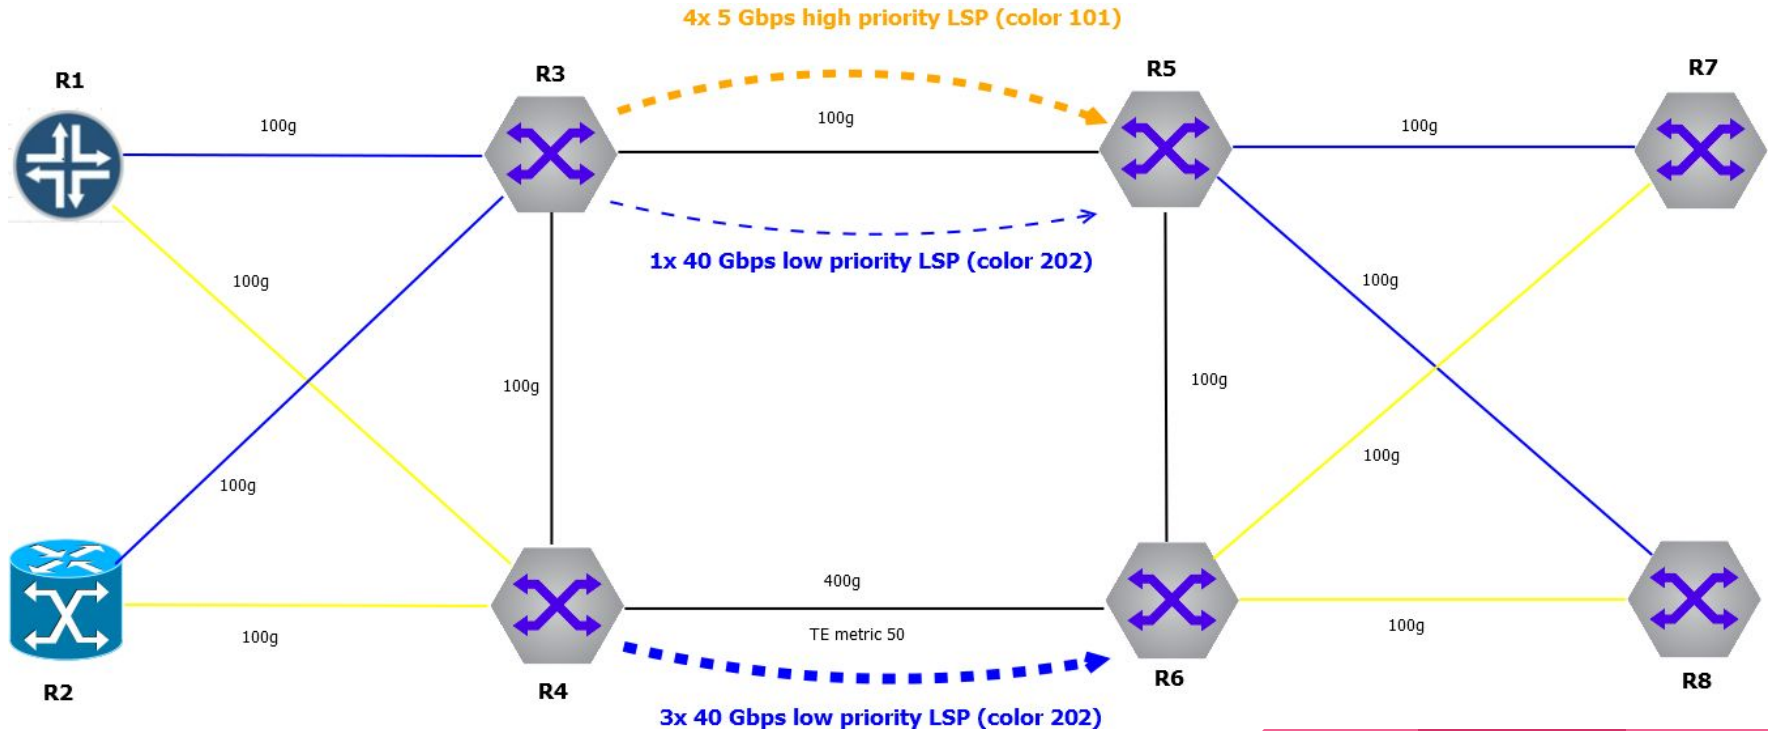 4x 5 Gbps high priority LSP (color 101)
R1
R3
R5
R7
100g
100g
100g
1x 40 Gbps low priority LSP (color 202)
100g
100g
100g
100g
100g
100g
400g
TE metric 50
100g
100g
R2
R4
R6
R8
3x 40 Gbps low priority LSP (color 202)